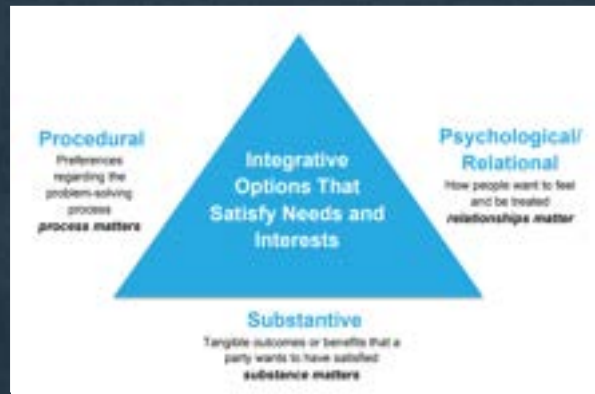 Procedural
Preferences
regarding the
problem-solving
process
process matters
Integrative
Options That
Satisfy Needs and
Interests
Psychological/
Relational
How people want to feel
and be treated
relationships matter
Substantive
Tangible outcomes or benefits that a
party wants to have satisfied
substance matters